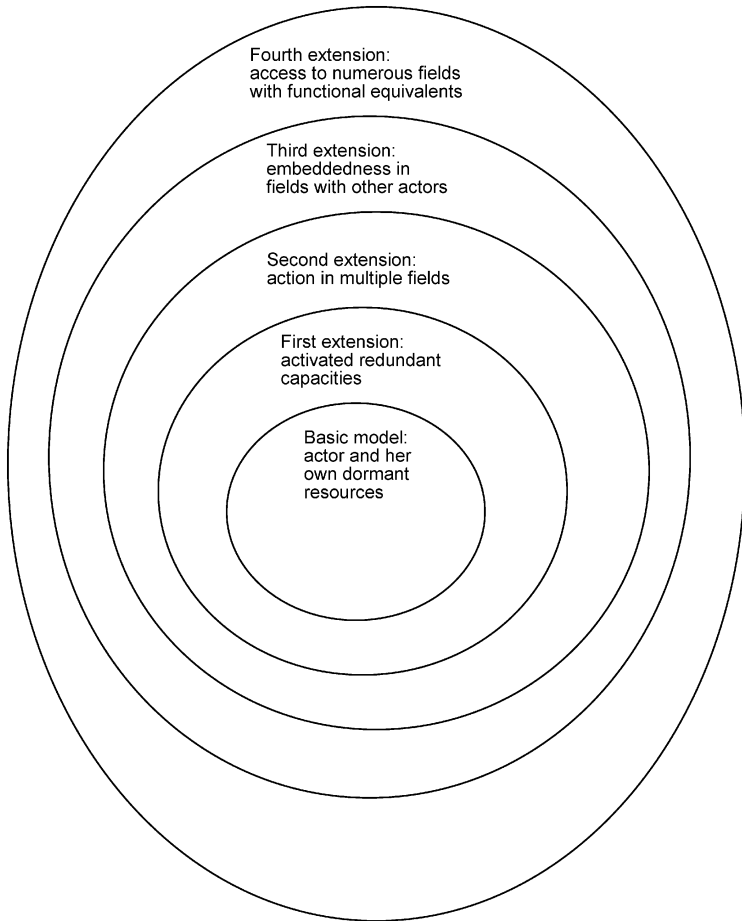 Fourth extension:
access to numerous fields
with functional equivalents
Third extension:
embeddedness in
fields with other actors
Second extension:
action in multiple fields
First extension:
activated redundant
capacities
Basic model:
actor and her
own dormant
resources